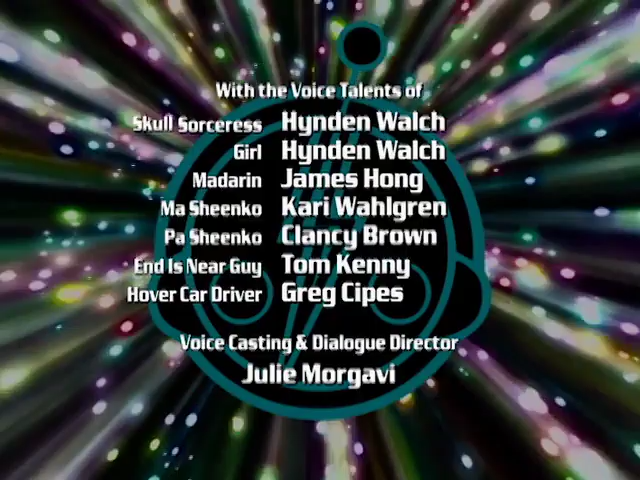 With the Voice Talents of
Skull Sorceress Hynden Walch
Girl Hynden Walch
Madarin James Hong
Ma Sheenko Kari Wahlgren
Pa Sheenko Clancy Brown
End Is Near Guy Tom Kenny
Hover Car Driver Greg Cipes
Voice Casting & Dialogue Director
Julie Morgavi